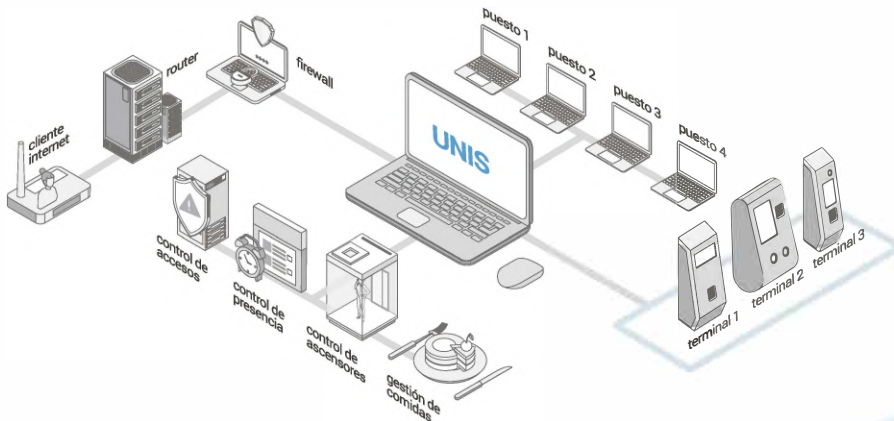 cliente
internet
router
firewall
UNIS
puesto 1
puesto 2
puesto 3
puesto 4
terminal 1
terminal 2
terminal 3
control de
accesos
control de
presencia
control de
ascensores
gestión de
comidas